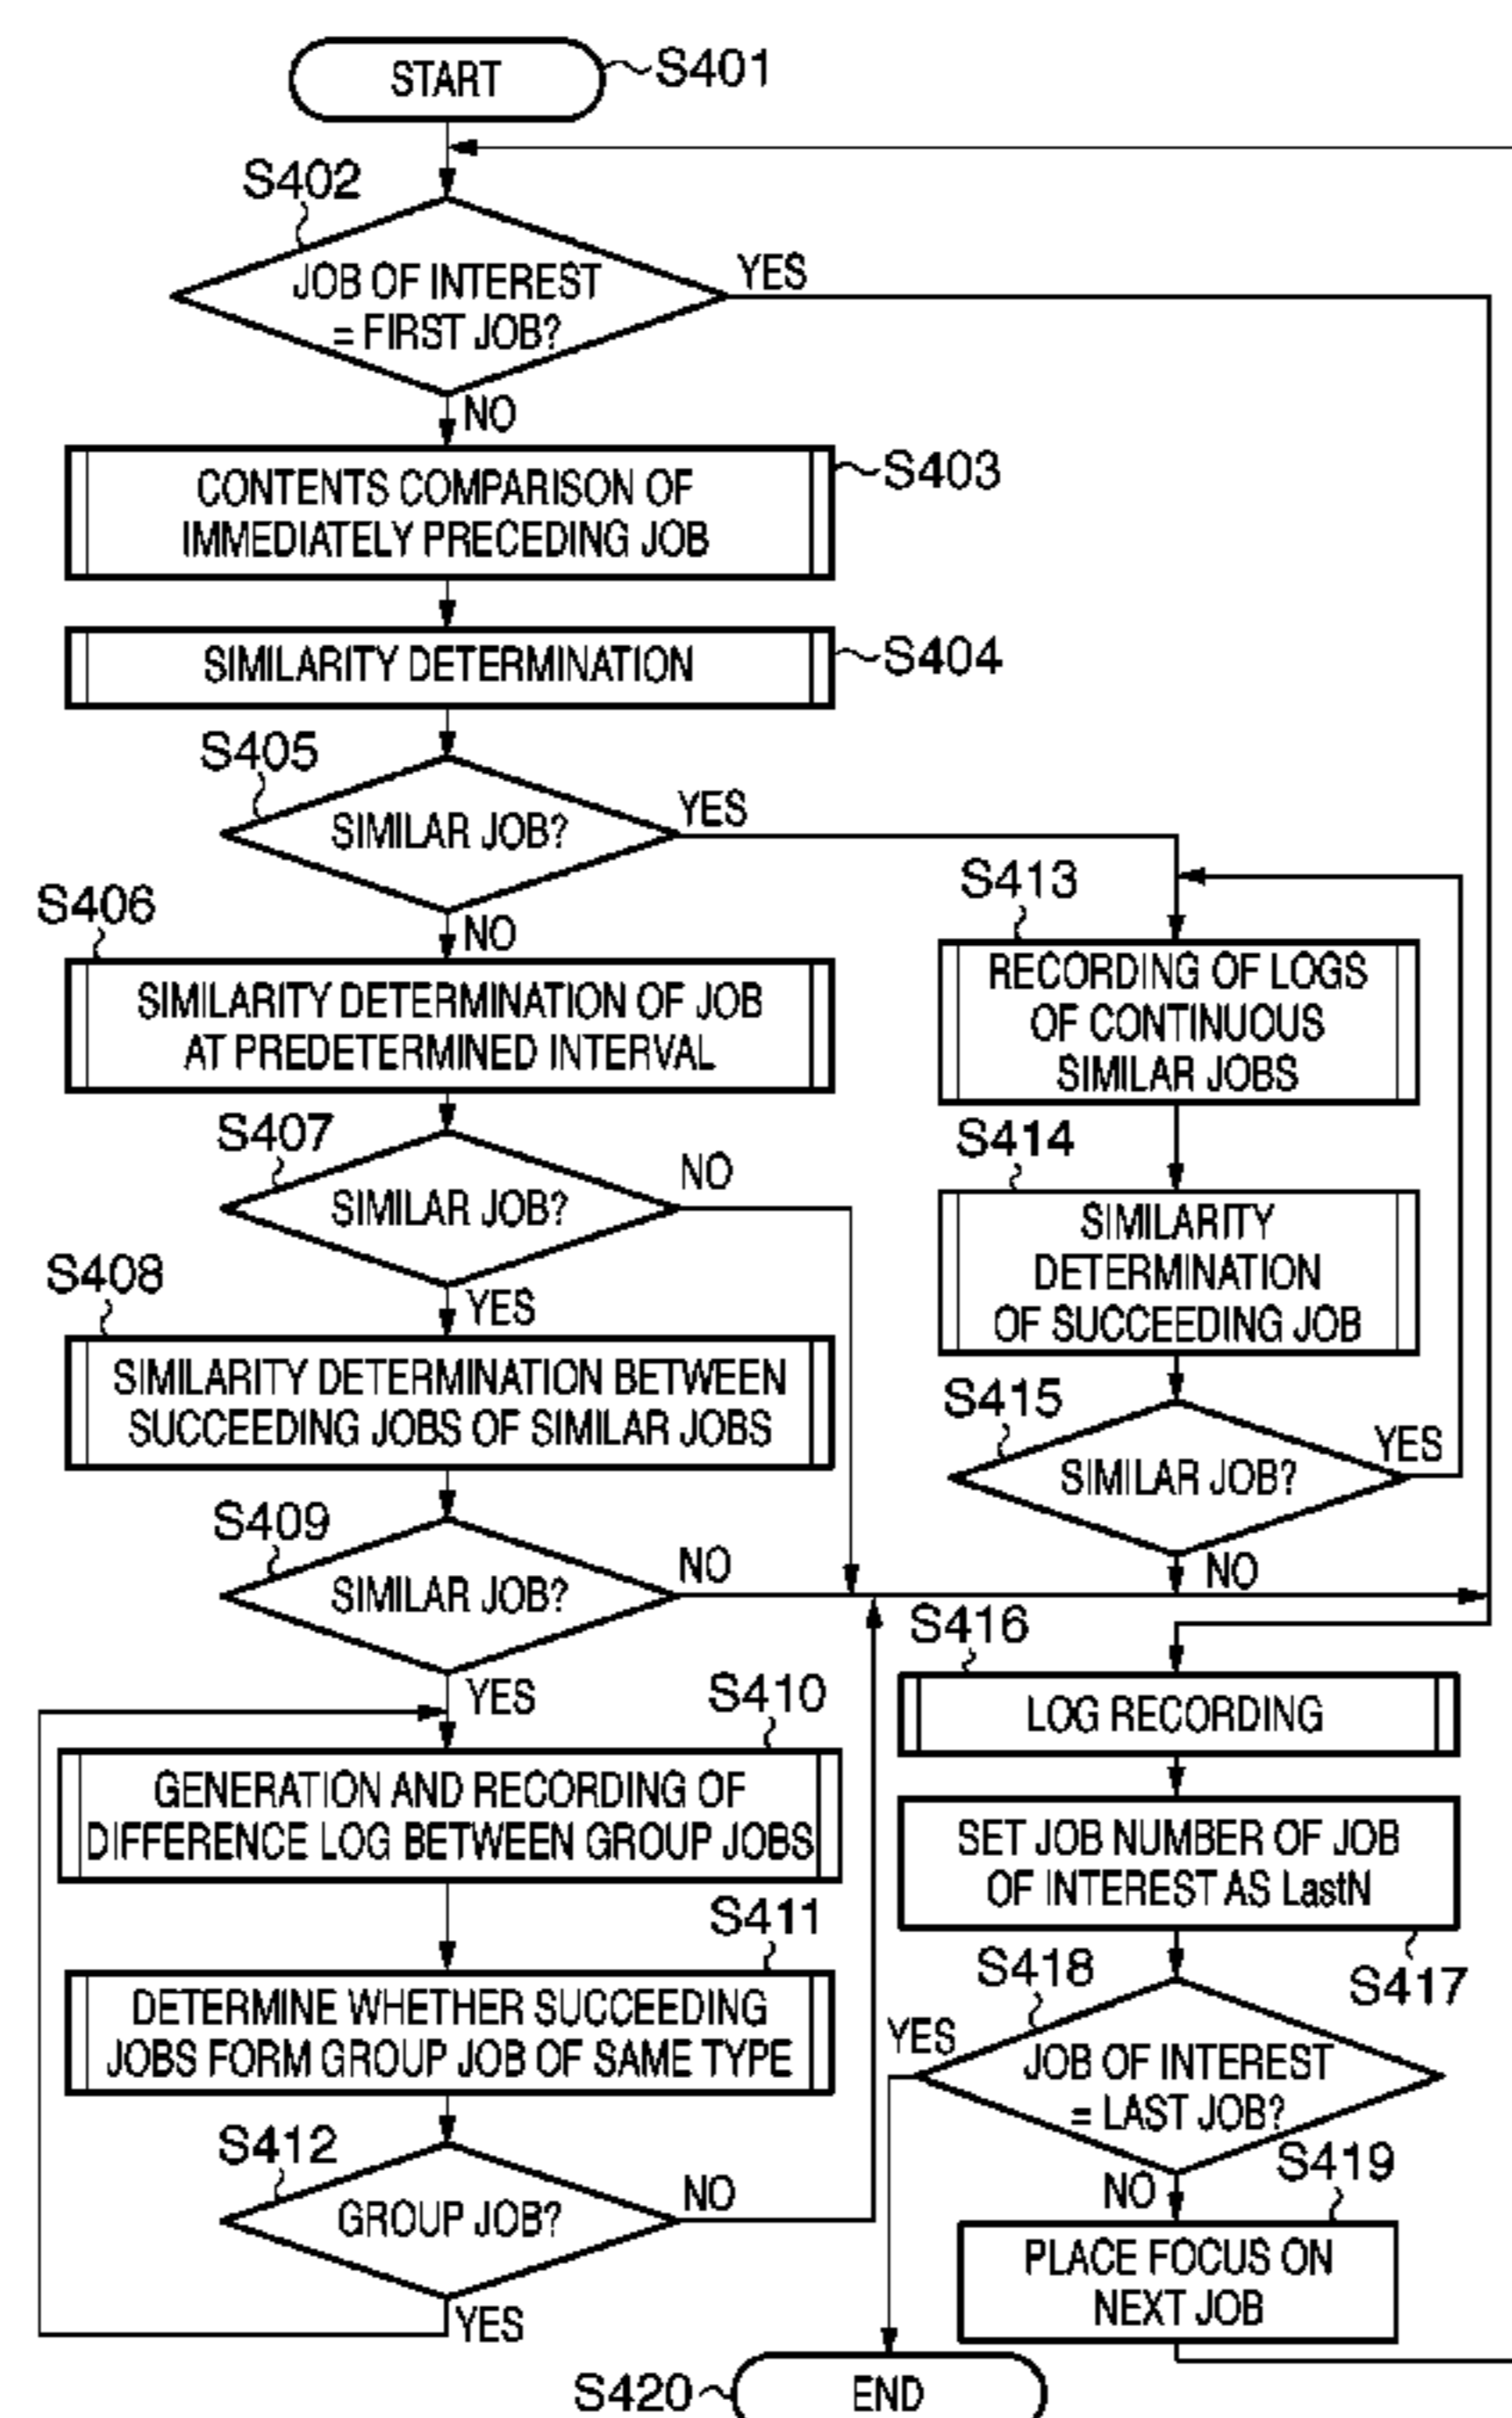 START
S401
S402
JOB OF INTEREST
= FIRST JOB?
YES
NO
CONTENTS COMPARISON OF
IMMEDIATELY PRECEDING JOB
S403
SIMILARITY DETERMINATION
S404
S405
SIMILAR JOB?
YES
NO
S406
SIMILARITY DETERMINATION OF JOB
AT PREDETERMINED INTERVAL
S407
SIMILAR JOB?
NO
YES
S408
SIMILARITY DETERMINATION BETWEEN
SUCCEEDING JOBS OF SIMILAR JOBS
S409
SIMILAR JOB?
NO
YES
S410
GENERATION AND RECORDING OF
DIFFERENCE LOG BETWEEN GROUP JOBS
S411
DETERMINE WHETHER SUCCEEDING
JOBS FORM GROUP JOB OF SAME TYPE
S412
GROUP JOB?
NO
YES
S413
RECORDING OF LOGS
OF CONTINUOUS
SIMILAR JOBS
S414
SIMILARITY
DETERMINATION
OF SUCCEEDING JOB
S415
SIMILAR JOB?
YES
NO
S416
LOG RECORDING
SET JOB NUMBER OF JOB
OF INTEREST AS LastN
S417
S418
YES
JOB OF INTEREST
= LAST JOB?
NO
S419
PLACE FOCUS ON
NEXT JOB
S420
END